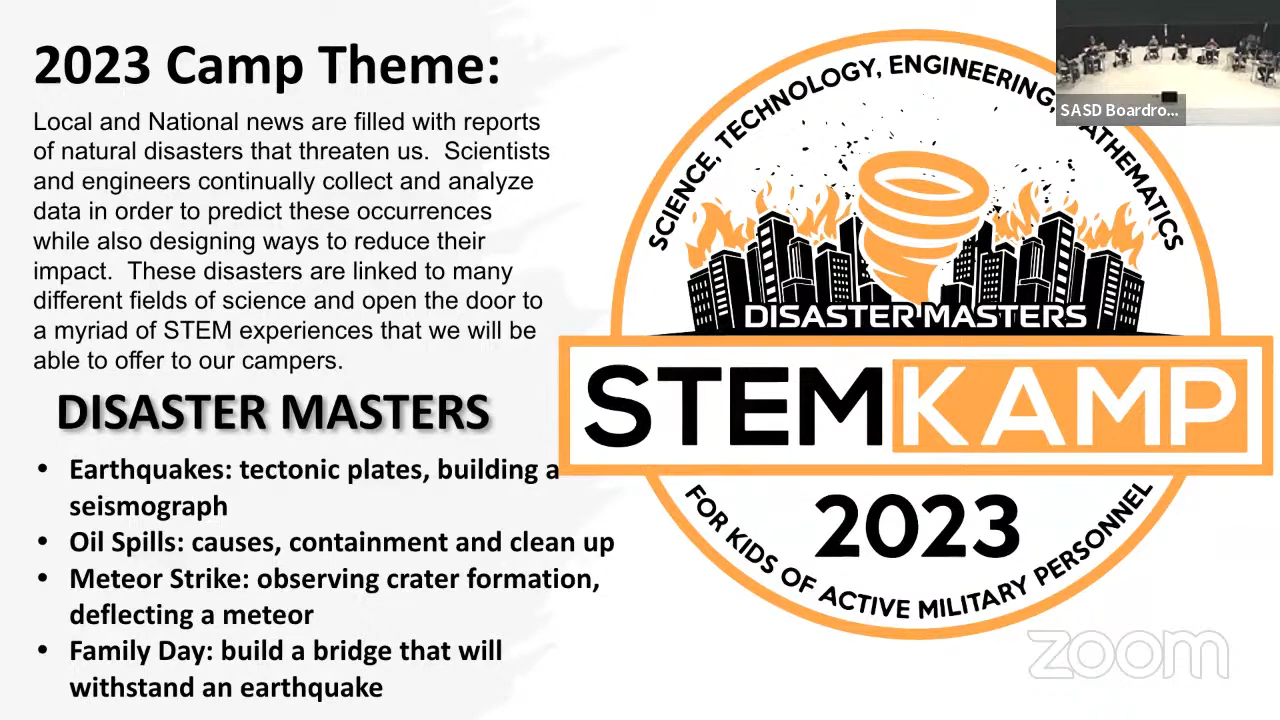 2023 Camp Theme:
Local and National news are filled with reports
of natural disasters that threaten us.  Scientists
and engineers continually collect and analyze
data in order to predict these occurrences
while also designing ways to reduce their
impact.  These disasters are linked to many
different fields of science and open the door to
a myriad of STEM experiences that we will be
able to offer to our campers.
DISASTER MASTERS
• Earthquakes: tectonic plates, building a
seismograph
• Oil Spills: causes, containment and clean up
• Meteor Strike: observing crater formation,
deflecting a meteor
• Family Day: build a bridge that will
withstand an earthquake
SCIENCE, TECHNOLOGY, ENGINEERING, ATHEMATICS
DISASTER MASTERS
STEMKAMP
2023
FOR KIDS OF ACTIVE MILITARY PERSONNEL
SASD Boardro...
zoom